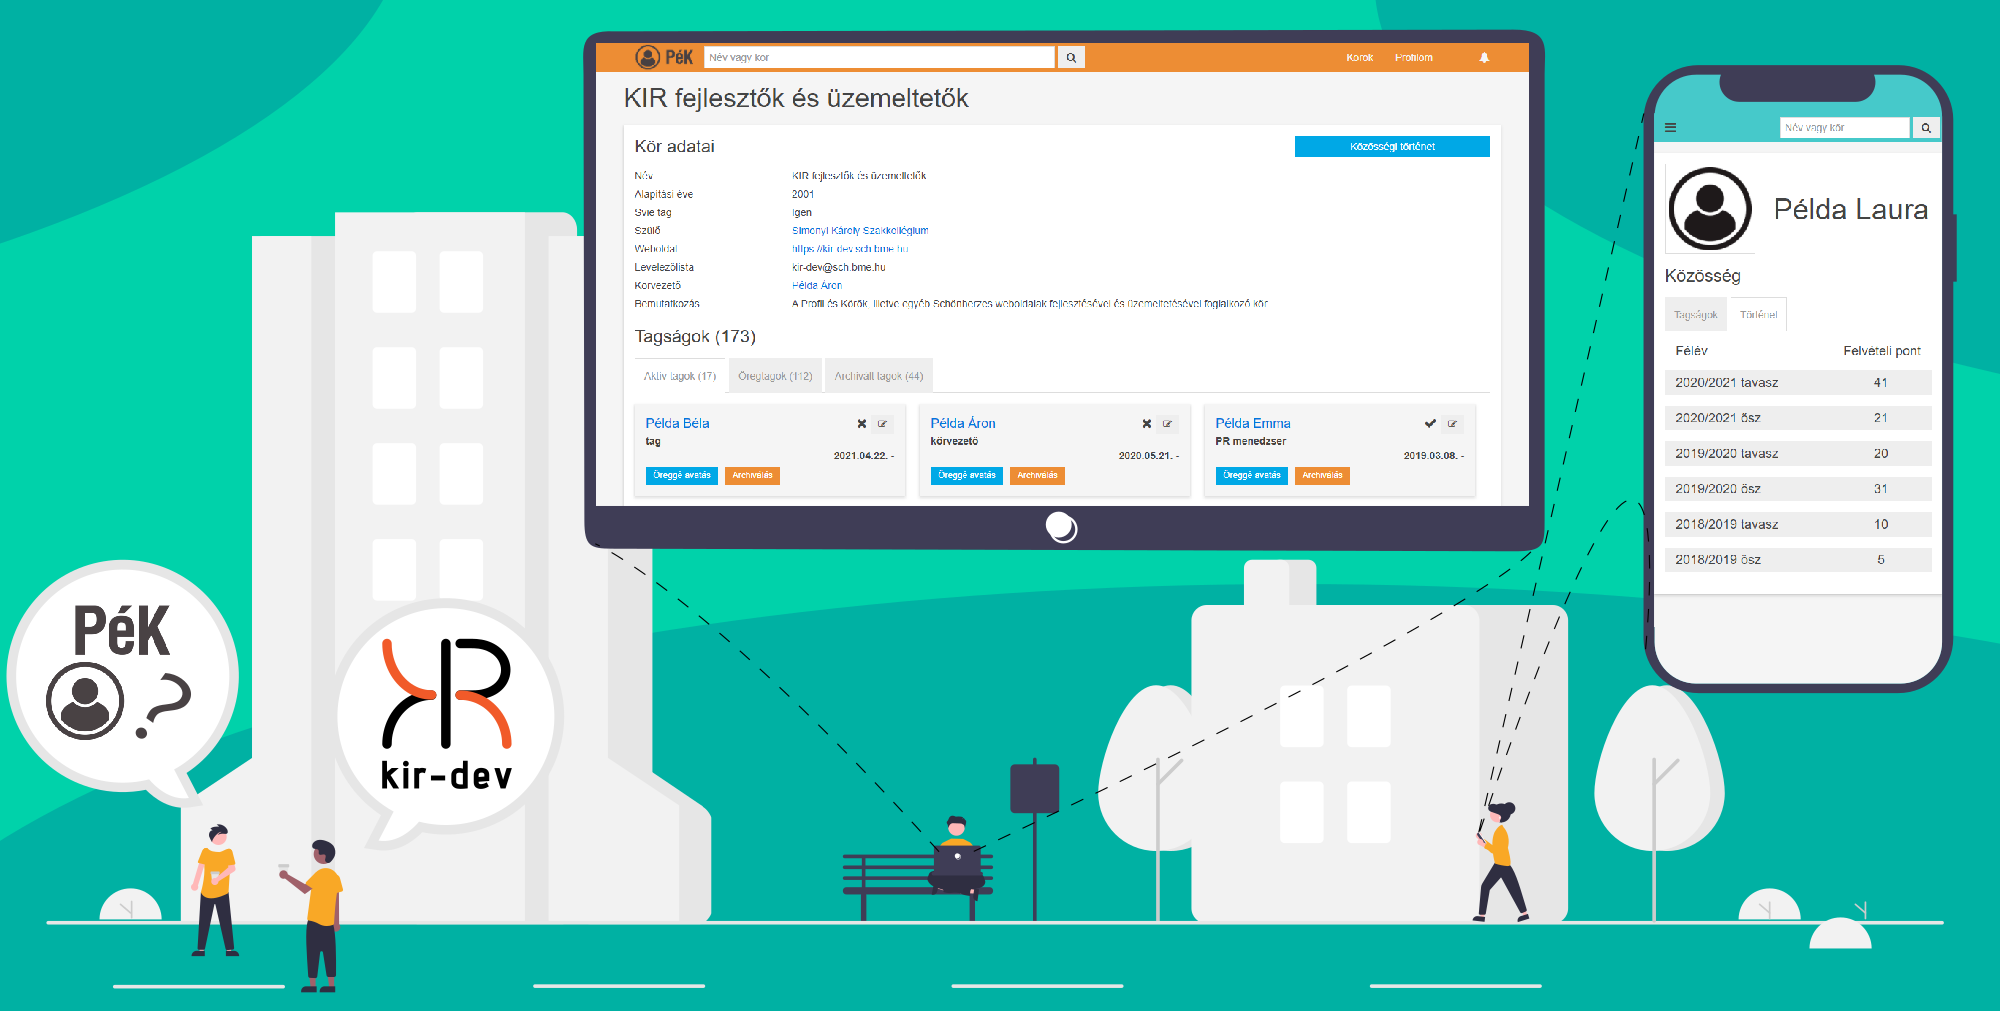 PéK
Név vagy kör
Körök
Profilom
KIR fejlesztők és üzemeltetők
Kör adatai
Közösségi történet
Név KIR fejlesztők és üzemeltetők
Alapítási éve 2001
Svie tag Igen
Szülő Simonyi Károly Szakkollégium
Weboldal https://kir-dev.sch.bme.hu
Levelezőlista kir-dev@sch.bme.hu
Körvezető Példa Áron
Bemutatkozás A Profil és Körök, illetve egyéb Schönherzes weboldalak fejlesztésével és üzemeltetésével foglalkozó kör
Tagságok (173)
Aktív tagok (17) Öregtagok (112) Archivált tagok (44)
Példa Béla
tag
2021.04.22. -
Öreggé avatás Archiválás
Példa Áron
körvezető
2020.05.21. -
Öreggé avatás Archiválás
Példa Emma
PR menedzser
2019.03.08. -
Öreggé avatás Archiválás
Név vagy kör
Példa Laura
Közösség
Tagságok Történet
Félév Felvételi pont
2020/2021 tavasz 41
2020/2021 ősz 21
2019/2020 tavasz 20
2019/2020 ősz 31
2018/2019 tavasz 10
2018/2019 ősz 5
PéK
?
KR
kir-dev